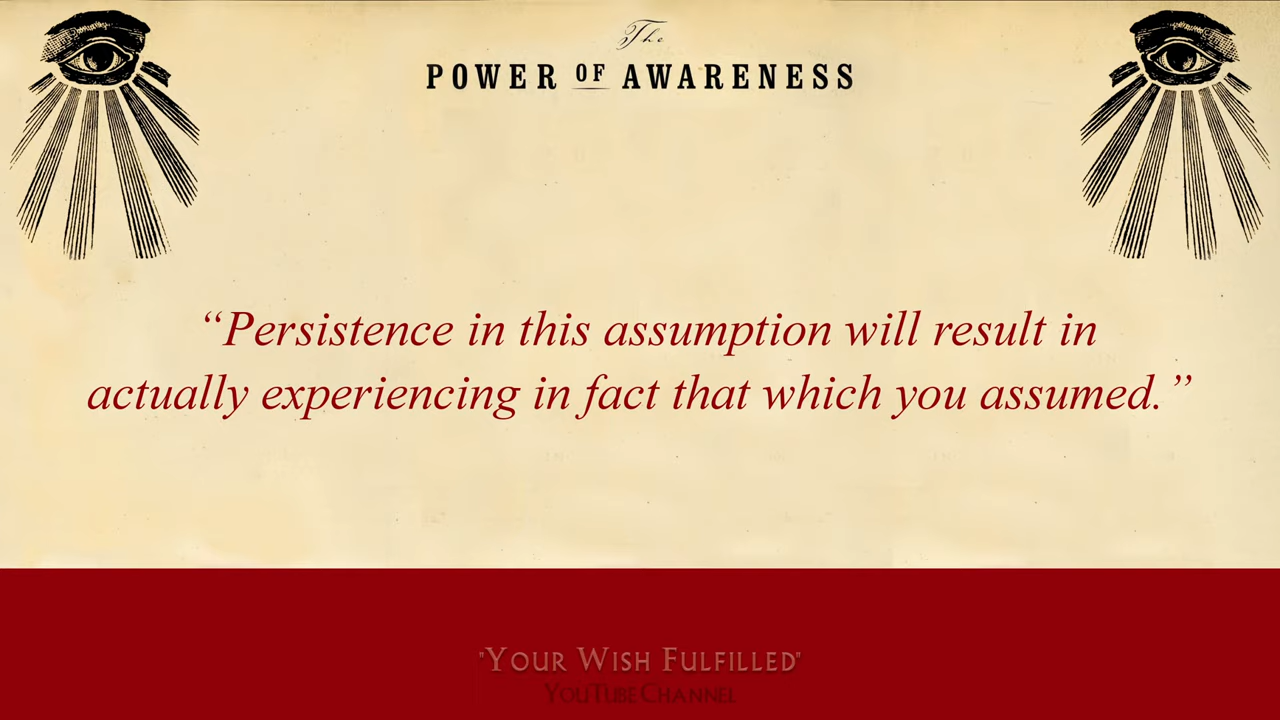 The
POWER OF AWARENESS
“Persistence in this assumption will result in
actually experiencing in fact that which you assumed.”
"Your Wish Fulfilled"
YouTube Channel